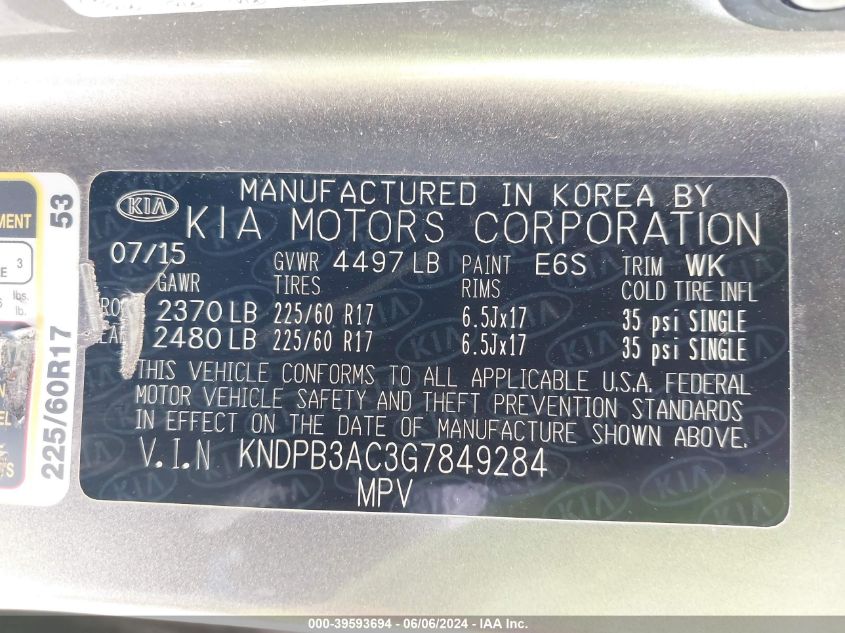 MANUFACTURED IN KOREA BY
KIA
KIA MOTORS CORPORATION
07/15
GVWR 4497 LB PAINT E6S TRIM WK
GAWR TIRES RIMS COLD TIRE INFL
2370 LB 225/60 R17 6.5Jx17 35 psi SINGLE
2480 LB 225/60 R17 6.5Jx17 35 psi SINGLE
THIS VEHICLE CONFORMS TO ALL APPLICABLE U.S.A. FEDERAL
MOTOR VEHICLE SAFETY AND THEFT PREVENTION STANDARDS
IN EFFECT ON THE DATE OF MANUFACTURE SHOWN ABOVE.
V.I.N KNDPB3AC3G7849284
MPV
225/60R17 53
3
lbs.
lb.
000-39593694 - 06/06/2024 - IAA Inc.